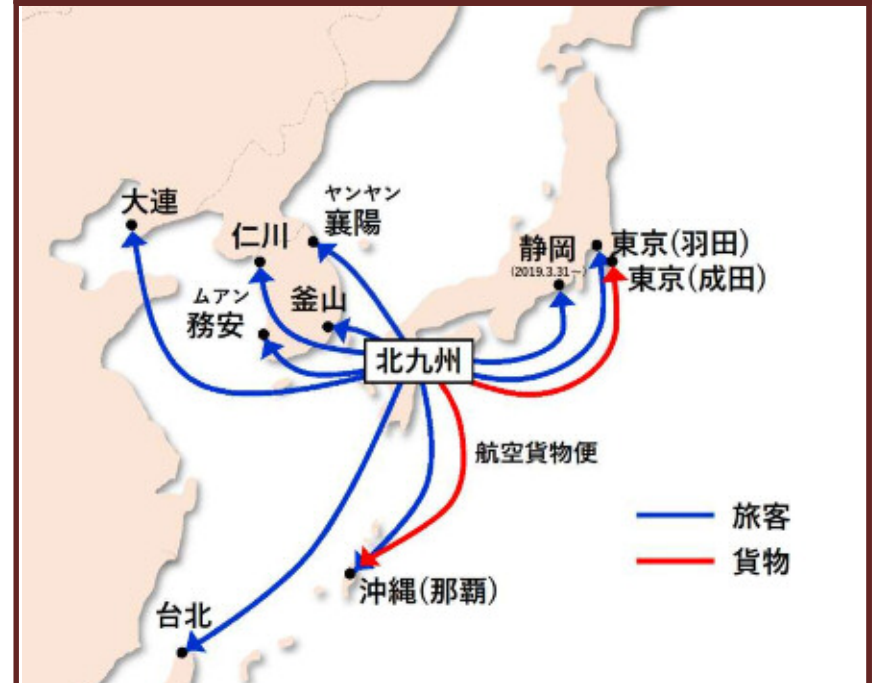 ヤンヤン
襄陽
大連
仁川
静岡
(2019.3.31〜)
東京(羽田)
東京(成田)
ムアン
務安
釜山
北九州
航空貨物便
旅客
貨物
沖縄(那覇)
台北